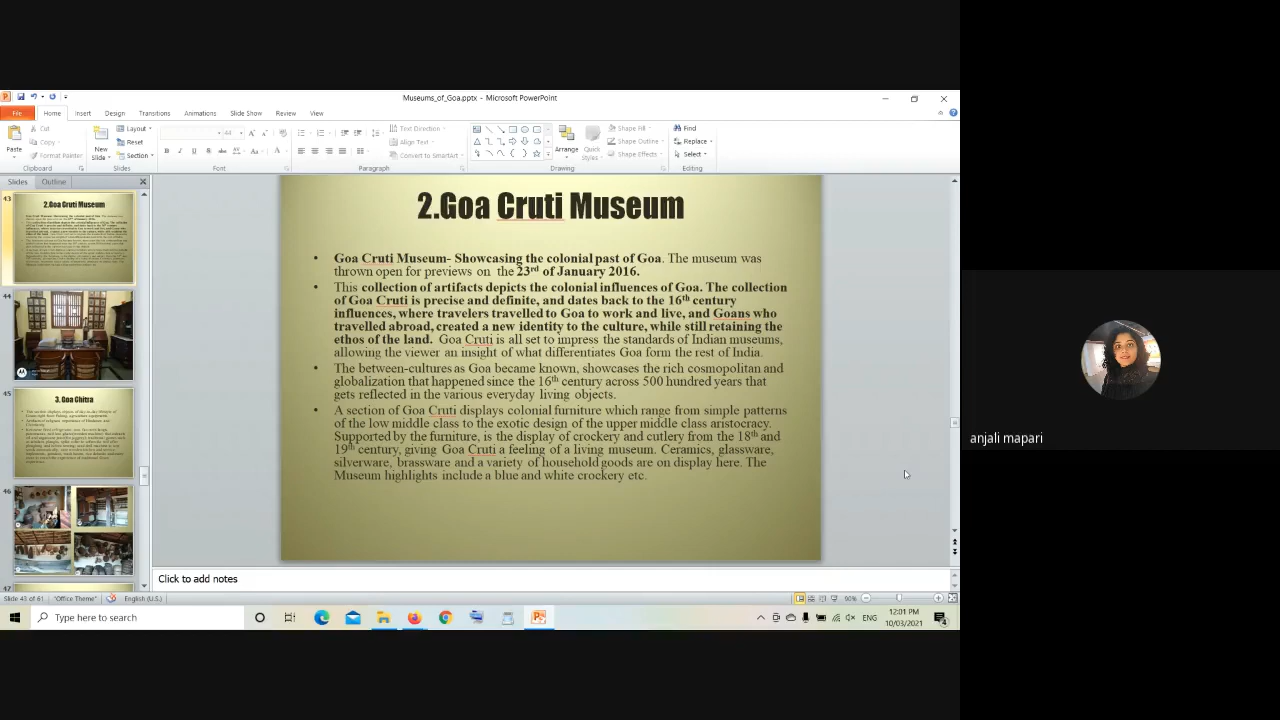 Museums_of_Goa.pptx - Microsoft PowerPoint
File Home Insert Design Transitions Animations Slide Show Review View
Paste
Cut
Copy
Format Painter
Clipboard
New
Slide
Layout
Reset
Section
Slides
Font
Text Direction
Align Text
Convert to SmartArt
Paragraph
Arrange
Quick
Styles
Shape Fill
Shape Outline
Shape Effects
Drawing
Find
Replace
Select
Editing
Slides Outline
43
2.Goa Cruti Museum
44
45
3. Goa Chitra
46
47
2.Goa Cruti Museum
• Goa Cruti Museum- Showcasing the colonial past of Goa. The museum was
thrown open for previews on the 23rd of January 2016.
• This collection of artifacts depicts the colonial influences of Goa. The collection
of Goa Cruti is precise and definite, and dates back to the 16th century
influences, where travelers travelled to Goa to work and live, and Goans who
travelled abroad, created a new identity to the culture, while still retaining the
ethos of the land. Goa Cruti is all set to impress the standards of Indian museums,
allowing the viewer an insight of what differentiates Goa form the rest of India.
• The between-cultures as Goa became known, showcases the rich cosmopolitan and
globalization that happened since the 16th century across 500 hundred years that
gets reflected in the various everyday living objects.
• A section of Goa Cruti displays colonial furniture which range from simple patterns
of the low middle class to the exotic design of the upper middle class aristocracy.
Supported by the furniture, is the display of crockery and cutlery from the 18th and
19th century, giving Goa Cruti a feeling of a living museum. Ceramics, glassware,
silverware, brassware and a variety of household goods are on display here. The
Museum highlights include a blue and white crockery etc.
Click to add notes
Slide 43 of 61 "Office Theme" English (U.S.) 90%
Type here to search
ENG
12:01 PM
10/03/2021
anjali mapari